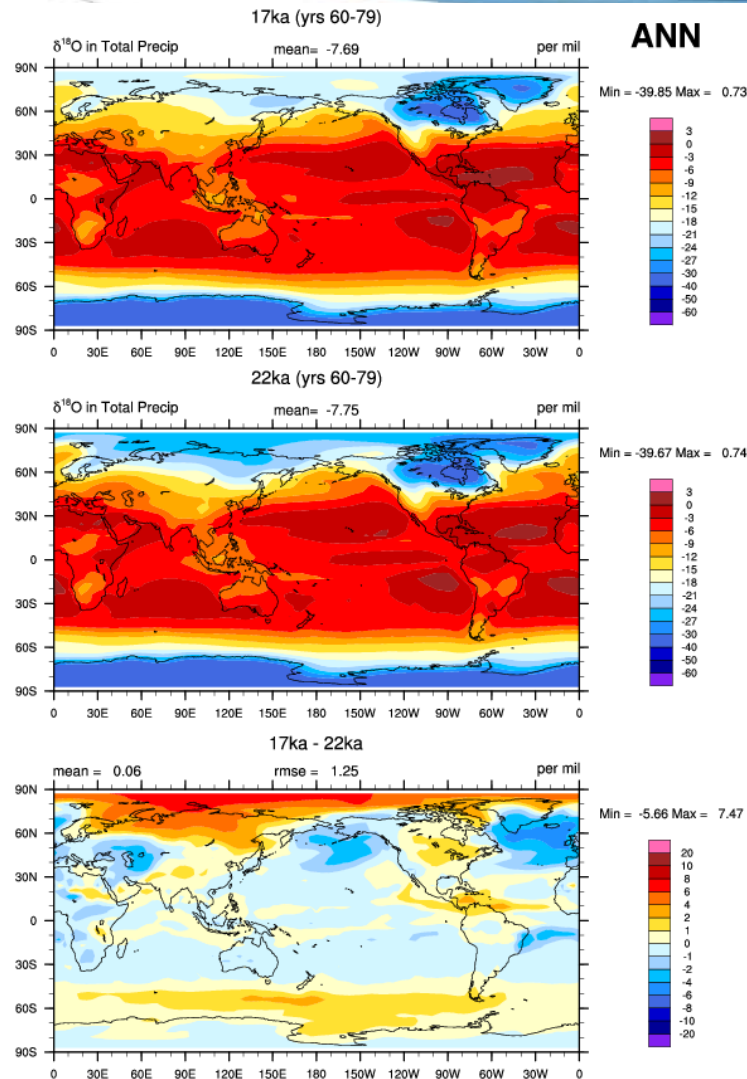 17ka (yrs 60-79)
ANN
δ¹⁸O in Total Precip mean= -7.69 per mil
Min = -39.85 Max = 0.73
90N
60N
30N
0
30S
60S
90S
0 30E 60E 90E 120E 150E 180 150W 120W 90W 60W 30W 0
3
0
-3
-6
-9
-12
-15
-18
-21
-24
-27
-30
-40
-50
-60
22ka (yrs 60-79)
δ¹⁸O in Total Precip mean= -7.75 per mil
Min = -39.67 Max = 0.74
90N
60N
30N
0
30S
60S
90S
0 30E 60E 90E 120E 150E 180 150W 120W 90W 60W 30W 0
3
0
-3
-6
-9
-12
-15
-18
-21
-24
-27
-30
-40
-50
-60
17ka - 22ka
mean = 0.06 rmse = 1.25 per mil
Min = -5.66 Max = 7.47
90N
60N
30N
0
30S
60S
90S
0 30E 60E 90E 120E 150E 180 150W 120W 90W 60W 30W 0
20
10
8
6
4
2
1
0
-1
-2
-4
-6
-8
-10
-20